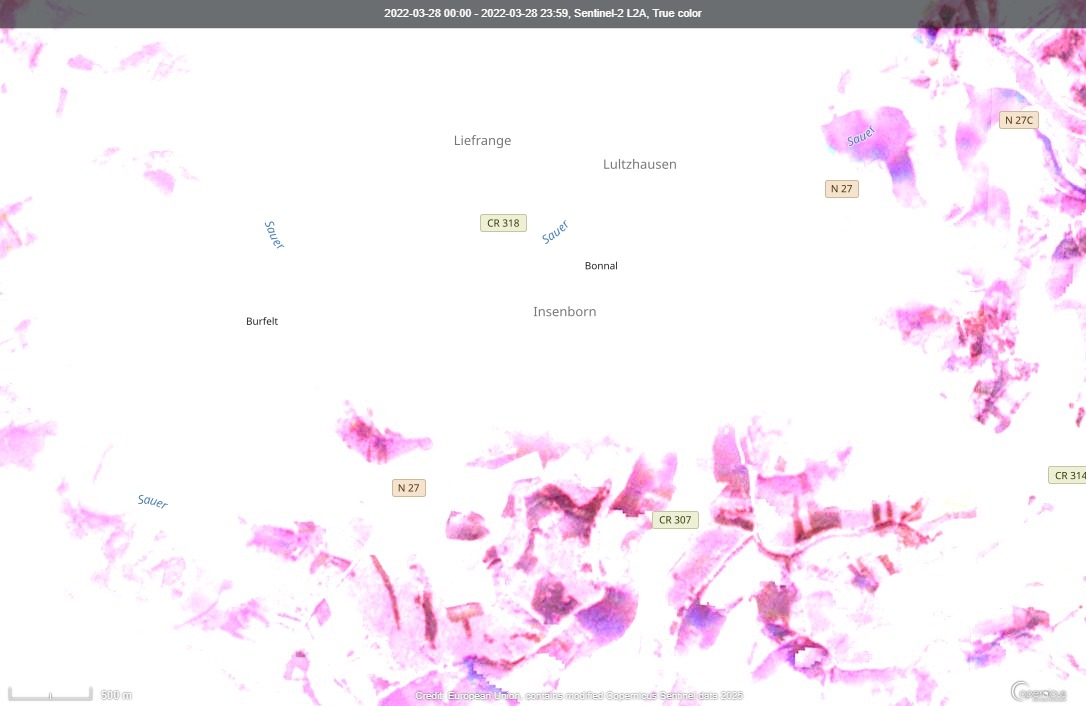 2022-03-28 00:00 - 2022-03-28 23:59, Sentinel-2 L2A, True color
N 27C
Sauer
Liefrange
Lultzhausen
N 27
CR 318
Sauer
Sauer
Bonnal
Insenborn
Burfelt
CR 314
N 27
Sauer
CR 307
500 m
Credit: European Union, contains modified Copernicus Sentinel data 2025
opernicus